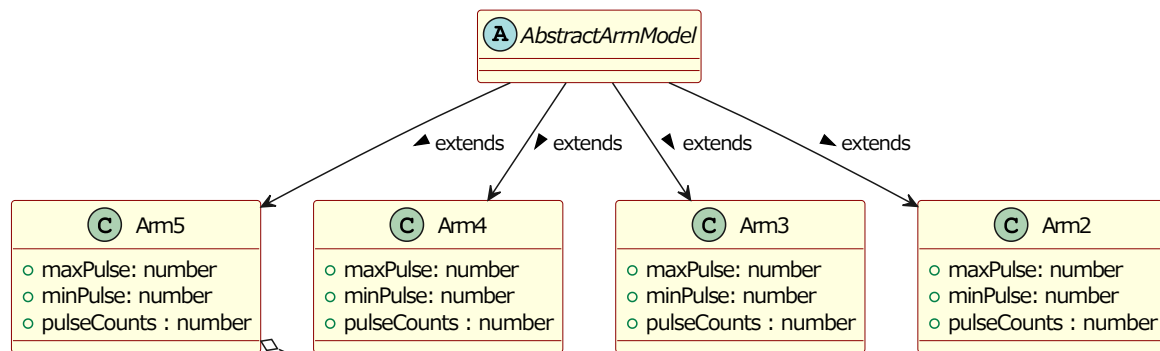 A AbstractArmModel
extends extends extends extends
C Arm5
maxPulse: number
minPulse: number
pulseCounts : number
C Arm4
maxPulse: number
minPulse: number
pulseCounts : number
C Arm3
maxPulse: number
minPulse: number
pulseCounts : number
C Arm2
maxPulse: number
minPulse: number
pulseCounts : number